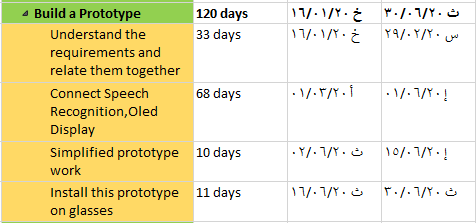 Build a Prototype 120 days خ ١٦/٠١/٢٠ ث ٣٠/٠٦/٢٠
Understand the 33 days خ ١٦/٠١/٢٠ س ٢٩/٠٢/٢٠
requirements and
relate them together
Connect Speech 68 days أ ٠١/٠٣/٢٠ إ ٠١/٠٦/٢٠
Recognition,Oled
Display
Simplified prototype 10 days ث ٠٢/٠٦/٢٠ إ ١٥/٠٦/٢٠
work
Install this prototype 11 days ث ١٦/٠٦/٢٠ ث ٣٠/٠٦/٢٠
on glasses